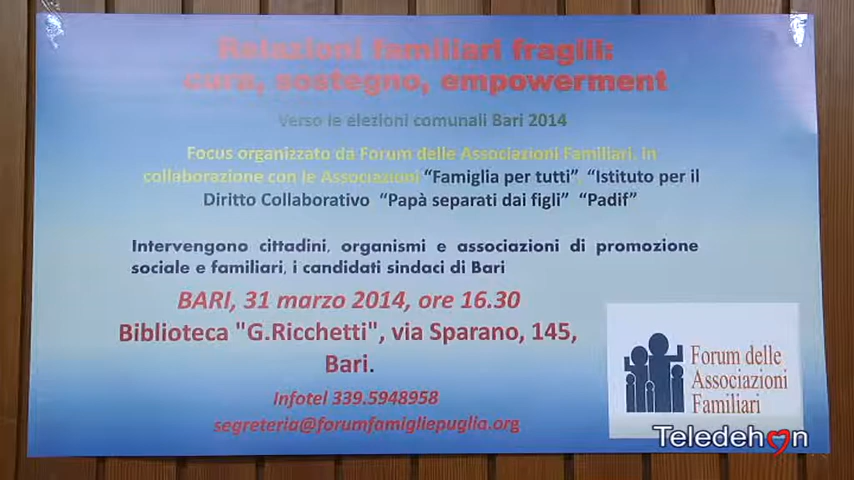 Relazioni familiari fragili:
cura, sostegno, empowerment
Verso le elezioni comunali Bari 2014
Focus organizzato da Forum delle Associazioni Familiari, in
collaborazione con le Associazioni "Famiglia per tutti", "Istituto per il
Diritto Collaborativo "Papà separati dai figli" "Padif"
Intervengono cittadini, organismi e associazioni di promozione
sociale e familiari, i candidati sindaci di Bari
BARI, 31 marzo 2014, ore 16.30
Biblioteca "G.Ricchetti", via Sparano, 145,
Bari.
Infotel 339.5948958
segreteria@forumfamigliepuglia.org
Forum delle
Associazioni
Familiari
Teledehon